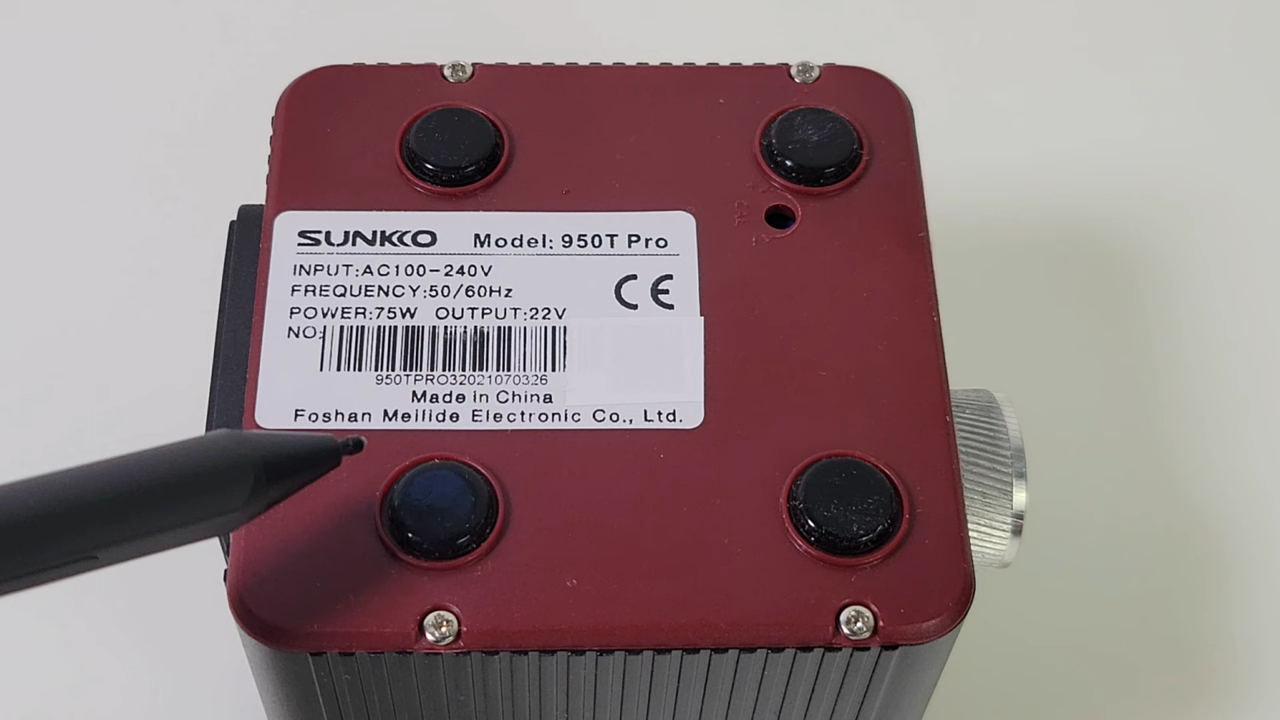 SUNKKO Model: 950T Pro
INPUT:AC100-240V
FREQUENCY:50/60Hz
CE
POWER:75W OUTPUT:22V
NO:
950TPRO32021070326
Made in China
Foshan Meilide Electronic Co., Ltd.
CAL